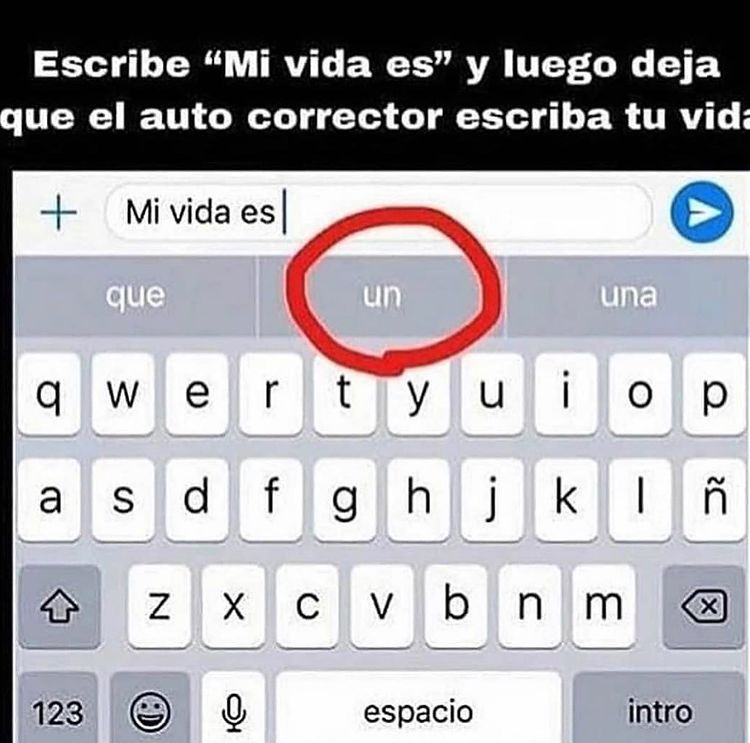 Escribe “Mi vida es” y luego deja
que el auto corrector escriba tu vida
Mi vida es
que un una
q w e r t y u i o p
a s d f g h j k l ñ
z x c v b n m
123 espacio intro